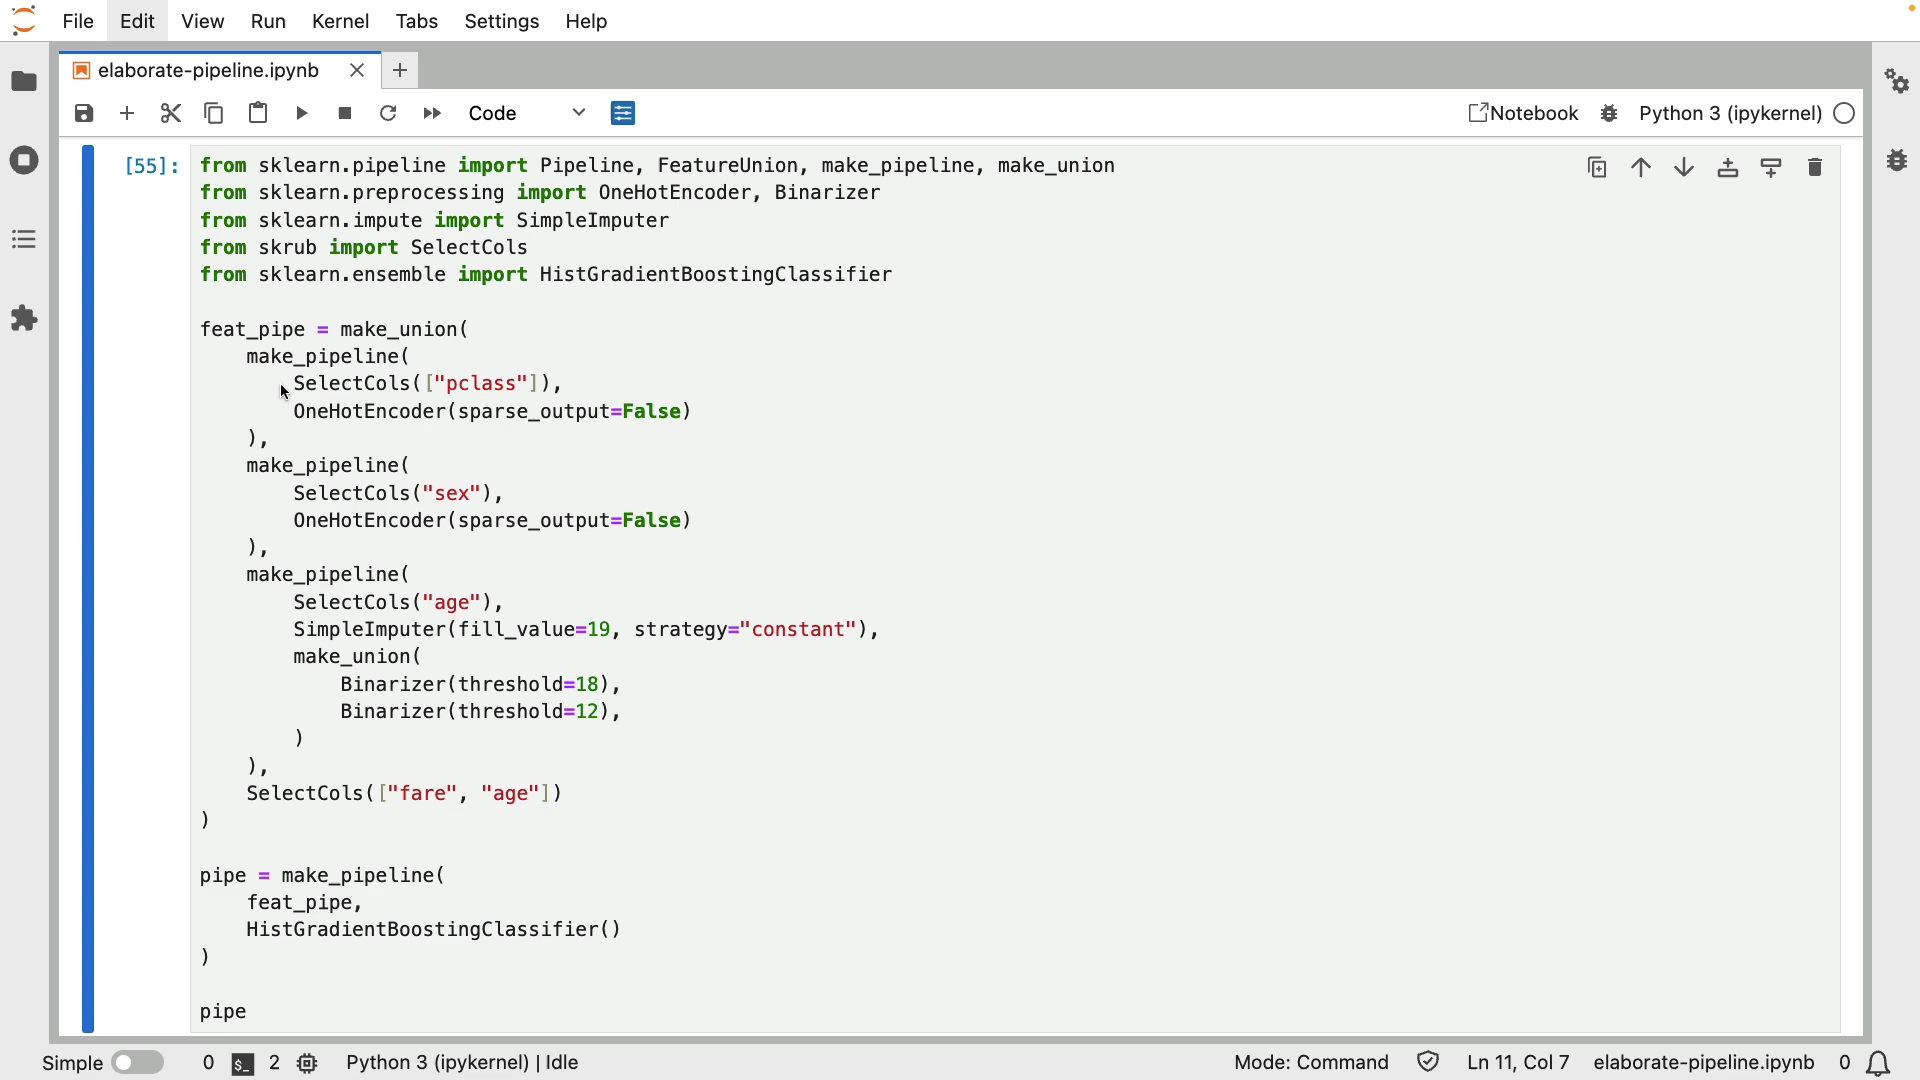 File Edit View Run Kernel Tabs Settings Help
elaborate-pipeline.ipynb
Code Notebook Python 3 (ipykernel)
[55]: from sklearn.pipeline import Pipeline, FeatureUnion, make_pipeline, make_union
from sklearn.preprocessing import OneHotEncoder, Binarizer
from sklearn.impute import SimpleImputer
from skrub import SelectCols
from sklearn.ensemble import HistGradientBoostingClassifier

feat_pipe = make_union(
    make_pipeline(
        SelectCols(["pclass"]),
        OneHotEncoder(sparse_output=False)
    ),
    make_pipeline(
        SelectCols("sex"),
        OneHotEncoder(sparse_output=False)
    ),
    make_pipeline(
        SelectCols("age"),
        SimpleImputer(fill_value=19, strategy="constant"),
        make_union(
            Binarizer(threshold=18),
            Binarizer(threshold=12),
        )
    ),
    SelectCols(["fare", "age"])
)

pipe = make_pipeline(
    feat_pipe,
    HistGradientBoostingClassifier()
)

pipe
Simple 0 $_ 2 Python 3 (ipykernel) | Idle Mode: Command Ln 11, Col 7 elaborate-pipeline.ipynb 0